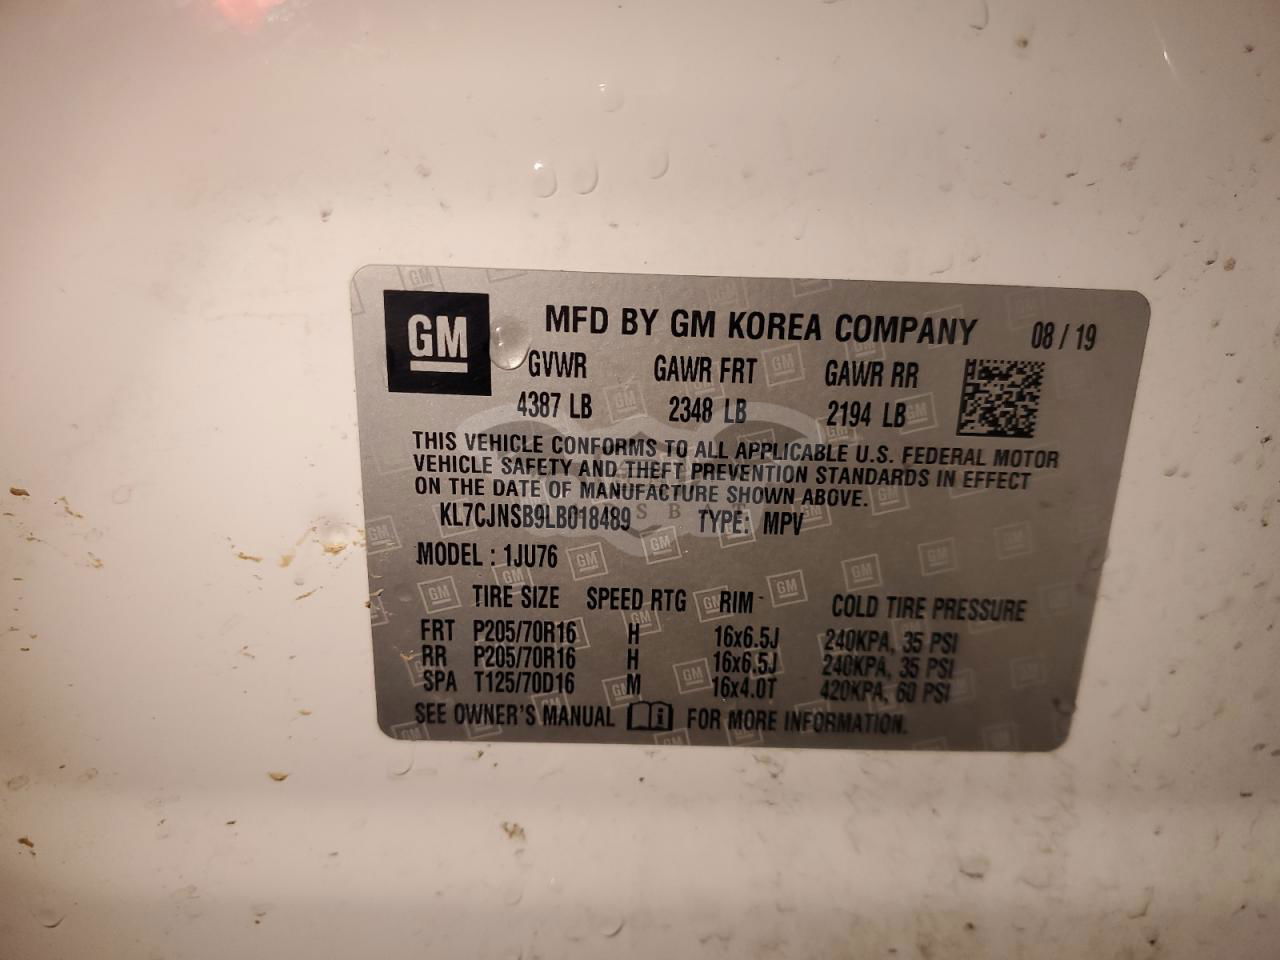 GM
MFD BY GM KOREA COMPANY 08 / 19
GVWR GAWR FRT GAWR RR
4387 LB 2348 LB 2194 LB
THIS VEHICLE CONFORMS TO ALL APPLICABLE U.S. FEDERAL MOTOR
VEHICLE SAFETY AND THEFT PREVENTION STANDARDS IN EFFECT
ON THE DATE OF MANUFACTURE SHOWN ABOVE.
KL7CJNSB9LB018489 TYPE: MPV
MODEL : 1JU76
TIRE SIZE SPEED RTG RIM COLD TIRE PRESSURE
FRT P205/70R16 H 16x6.5J 240KPA, 35 PSI
RR P205/70R16 H 16x6.5J 240KPA, 35 PSI
SPA T125/70D16 M 16x4.0T 420KPA, 60 PSI
SEE OWNER'S MANUAL FOR MORE INFORMATION.